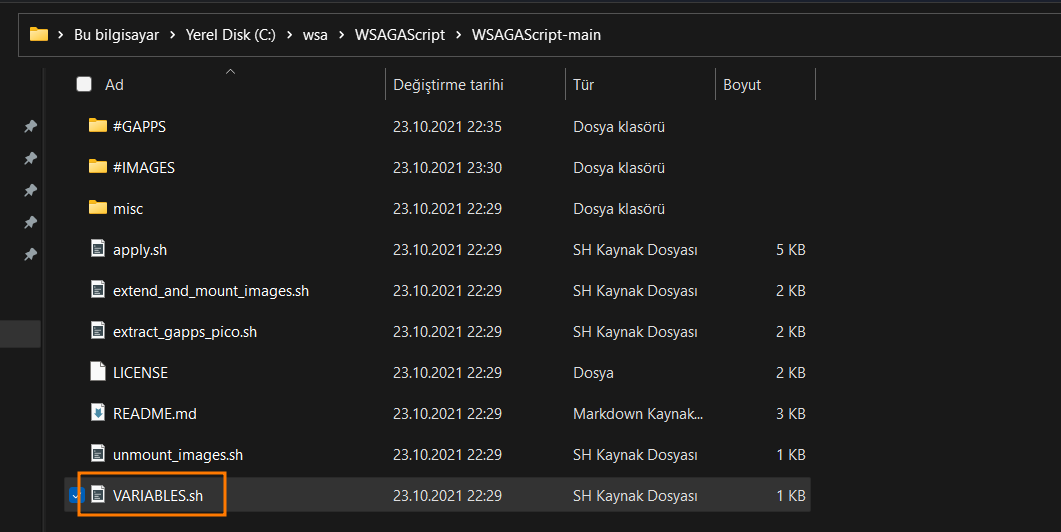 Bu bilgisayar > Yerel Disk (C:) > wsa > WSAGAScript > WSAGAScript-main
Ad Değiştirme tarihi Tür Boyut
#GAPPS 23.10.2021 22:35 Dosya klasörü
#IMAGES 23.10.2021 23:30 Dosya klasörü
misc 23.10.2021 22:29 Dosya klasörü
apply.sh 23.10.2021 22:29 SH Kaynak Dosyası 5 KB
extend_and_mount_images.sh 23.10.2021 22:29 SH Kaynak Dosyası 2 KB
extract_gapps_pico.sh 23.10.2021 22:29 SH Kaynak Dosyası 2 KB
LICENSE 23.10.2021 22:29 Dosya 2 KB
README.md 23.10.2021 22:29 Markdown Kaynak... 3 KB
unmount_images.sh 23.10.2021 22:29 SH Kaynak Dosyası 1 KB
VARIABLES.sh 23.10.2021 22:29 SH Kaynak Dosyası 1 KB